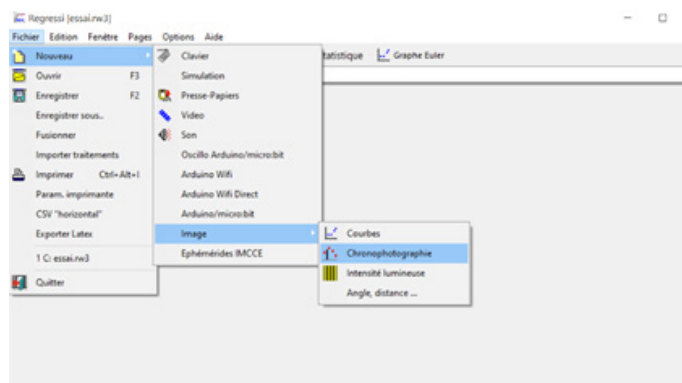 Regressi [essai.rw3]
Fichier Edition Fenêtre Pages Options Aide
Nouveau
Ouvrir F3
Enregistrer F2
Enregistrer sous..
Fusionner
Importer traitements
Imprimer Ctrl+Alt+I
Param. imprimante
CSV "horizontal"
Exporter Latex
1 C: essai.rw3
Quitter
Clavier
Simulation
Presse-Papiers
Video
Son
Oscillo Arduino/micro:bit
Arduino Wifi
Arduino Wifi Direct
Arduino/micro:bit
Image
Ephémérides IMCCE
Courbes
Chronophotographie
Intensité lumineuse
Angle, distance ...
tatistique Graphe Euler